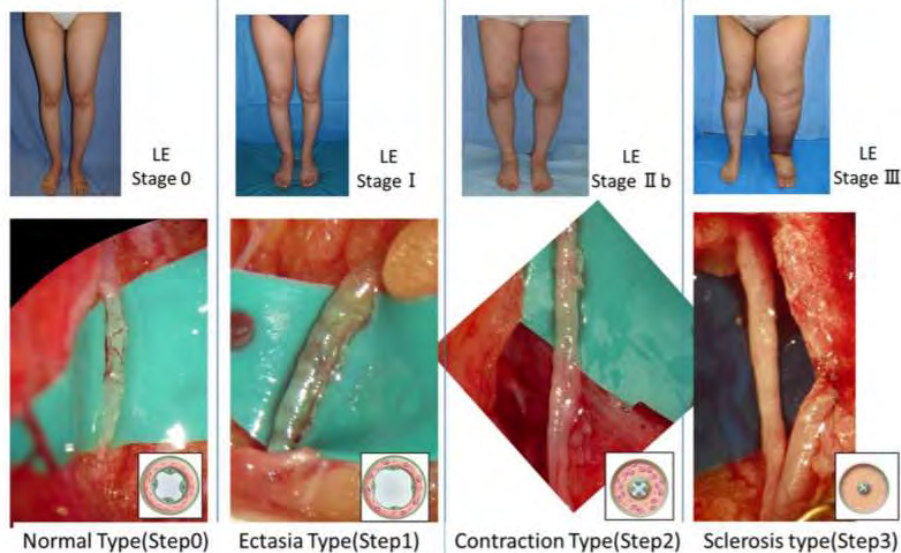 LE
Stage 0
LE
Stage Ⅰ
LE
Stage Ⅱb
LE
Stage Ⅲ
Normal Type(Step0)
Ectasia Type(Step1)
Contraction Type(Step2)
Sclerosis type(Step3)